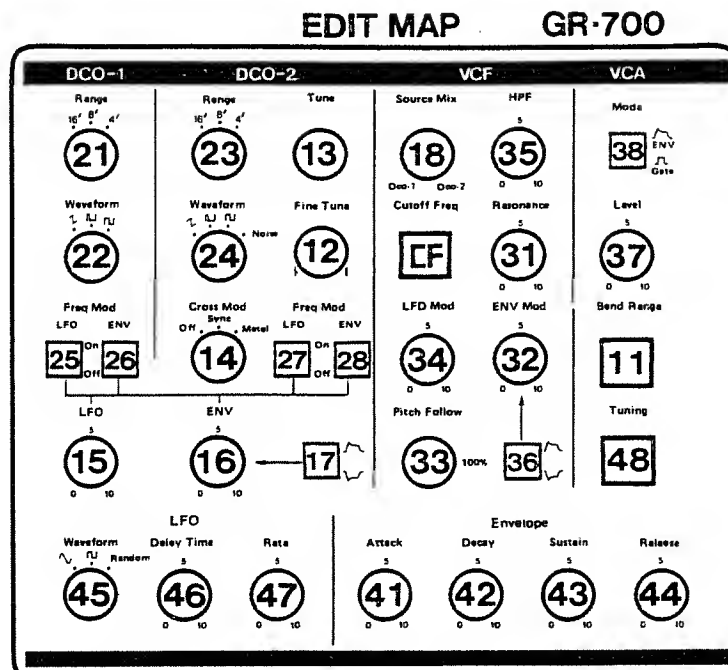 EDIT MAP GR-700
DCO-1 DCO-2 VCF VCA
Range Range Tune Source Mix HPF Mode
16' 8' 4' 16' 8' 4' 5
21 23 13 18 35 38 ENV Gate
Dco-1 Dco-2 0 10
Waveform Waveform Fine Tune Cutoff Freq Resonance Level
Noise 5 5
22 24 12 CF 31 37
0 10 0 10
Freq Mod Cross Mod Freq Mod LFO Mod ENV Mod Bend Range
LFO ENV Off Sync Metal LFO ENV 5 5
25 26 On Off 14 27 On Off 28 34 32 11
0 10 0 10
LFO ENV Pitch Follow Tuning
5 5
15 16 17 33 100% 36 48
0 10 0 10
LFO Envelope
Waveform Delay Time Rate Attack Decay Sustain Release
Random 5 5 5 5 5 5
45 46 47 41 42 43 44
0 10 0 10 0 10 0 10 0 10 0 10